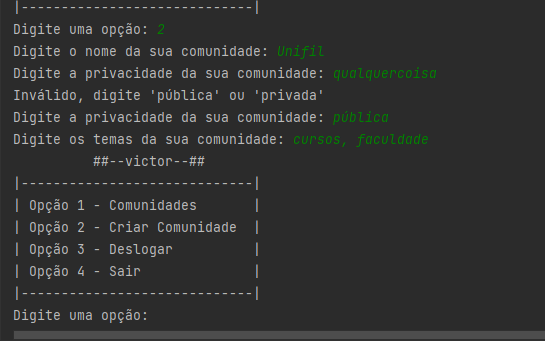 |-----------------------------|
Digite uma opção: 2
Digite o nome da sua comunidade: Unifil
Digite a privacidade da sua comunidade: qualquercoisa
Inválido, digite 'pública' ou 'privada'
Digite a privacidade da sua comunidade: pública
Digite os temas da sua comunidade: cursos, faculdade
##--victor--##
|-----------------------------|
| Opção 1 - Comunidades |
| Opção 2 - Criar Comunidade |
| Opção 3 - Deslogar |
| Opção 4 - Sair |
|-----------------------------|
Digite uma opção: